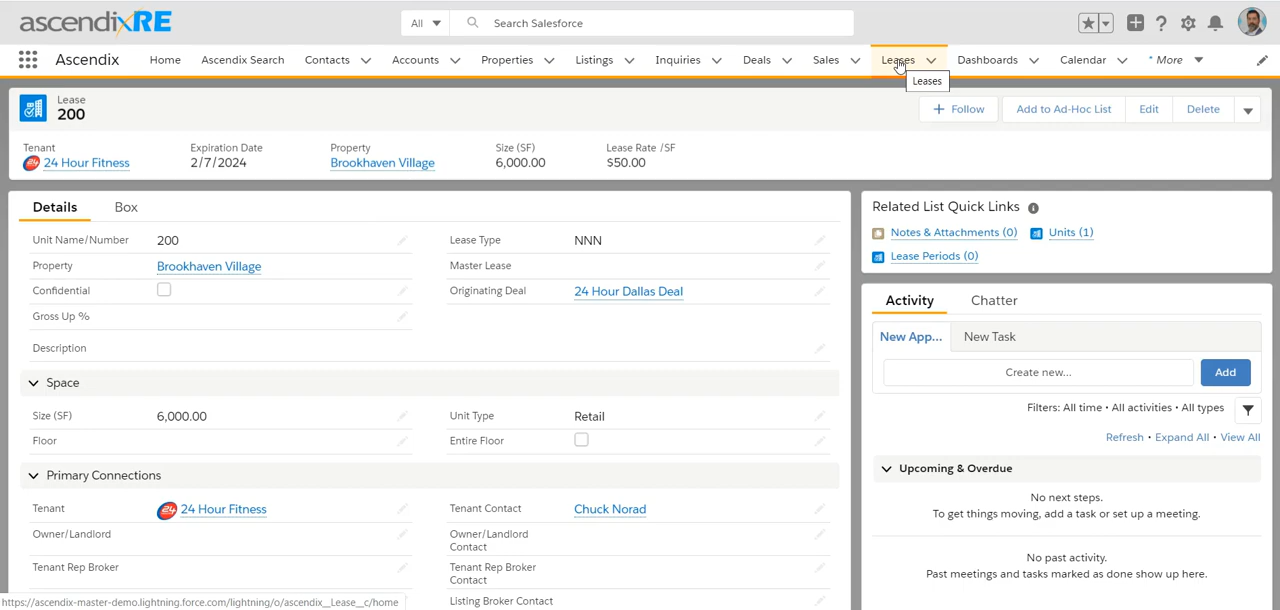 ascendixRE
All
Search Salesforce
Ascendix
Home
Ascendix Search
Contacts
Accounts
Properties
Listings
Inquiries
Deals
Sales
Leases
Dashboards
Calendar
* More
Leases
Lease
200
+ Follow
Add to Ad-Hoc List
Edit
Delete
Tenant
24 Hour Fitness
Expiration Date
2/7/2024
Property
Brookhaven Village
Size (SF)
6,000.00
Lease Rate /SF
$50.00
Details
Box
Unit Name/Number 200
Lease Type NNN
Property Brookhaven Village
Master Lease
Confidential
Originating Deal 24 Hour Dallas Deal
Gross Up %
Description
Space
Size (SF) 6,000.00
Unit Type Retail
Floor
Entire Floor
Primary Connections
Tenant 24 24 Hour Fitness
Tenant Contact Chuck Norad
Owner/Landlord
Owner/Landlord
Contact
Tenant Rep Broker
Tenant Rep Broker
Contact
Listing Broker Contact
https://ascendix-master-demo.lightning.force.com/lightning/o/ascendix__Lease__c/home
Related List Quick Links
Notes & Attachments (0)
Units (1)
Lease Periods (0)
Activity
Chatter
New App...
New Task
Create new...
Add
Filters: All time • All activities • All types
Refresh • Expand All • View All
Upcoming & Overdue
No next steps.
To get things moving, add a task or set up a meeting.
No past activity.
Past meetings and tasks marked as done show up here.